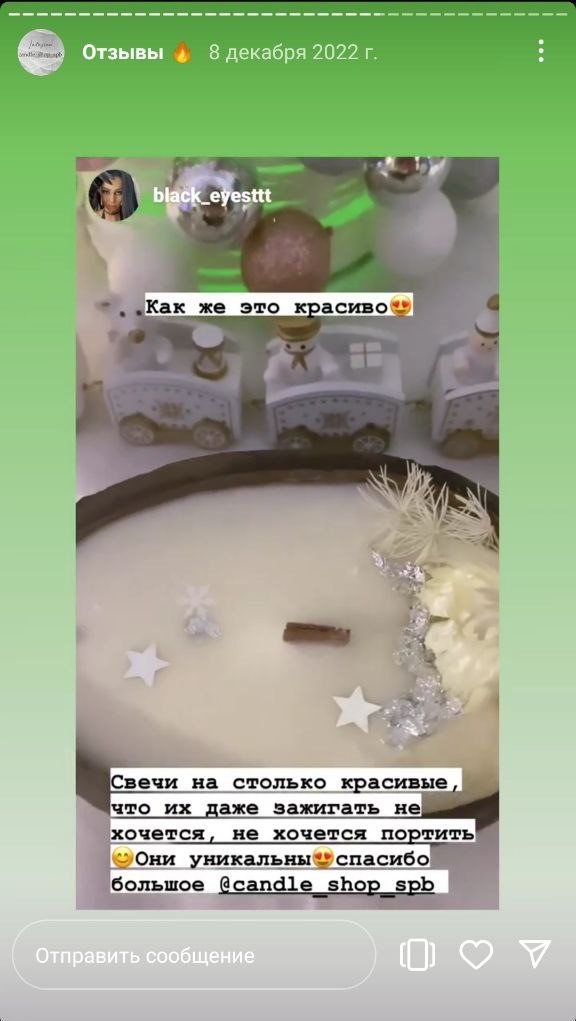 Отзывы 🔥 8 декабря 2022 г.
black_eyesttt
Как же это красиво😍
Свечи на столько красивые,
что их даже зажигать не
хочется, не хочется портить
😊Они уникальны😍спасибо
большое @candle_shop_spb
Отправить сообщение